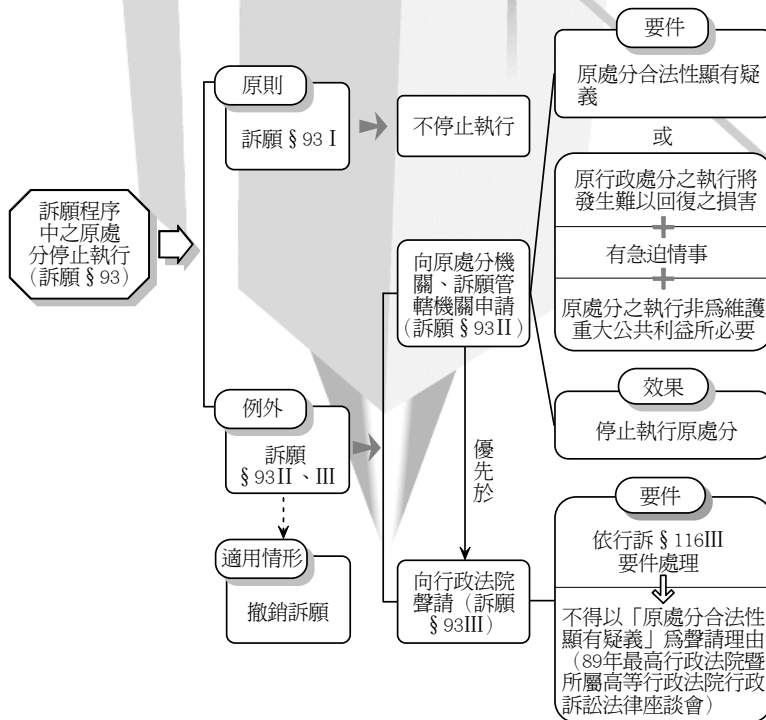 訴願程序
中之原處
分停止執行
(訴願§93)
原則
訴願§93 I
不停止執行
例外
訴願
§93II、III
適用情形
撤銷訴願
向原處分機
關、訴願管
轄機關申請
(訴願§93II)
優先於
向行政法院
聲請(訴願
§93III)
要件
原處分合法性顯有疑
義
或
原行政處分之執行將
發生難以回復之損害
有急迫情事
原處分之執行非為維護
重大公共利益所必要
效果
停止執行原處分
要件
依行訴§116III
要件處理
不得以「原處分合法性
顯有疑義」為聲請理由
(89年最高行政法院暨
所屬高等行政法院行政
訴訟法律座談會)